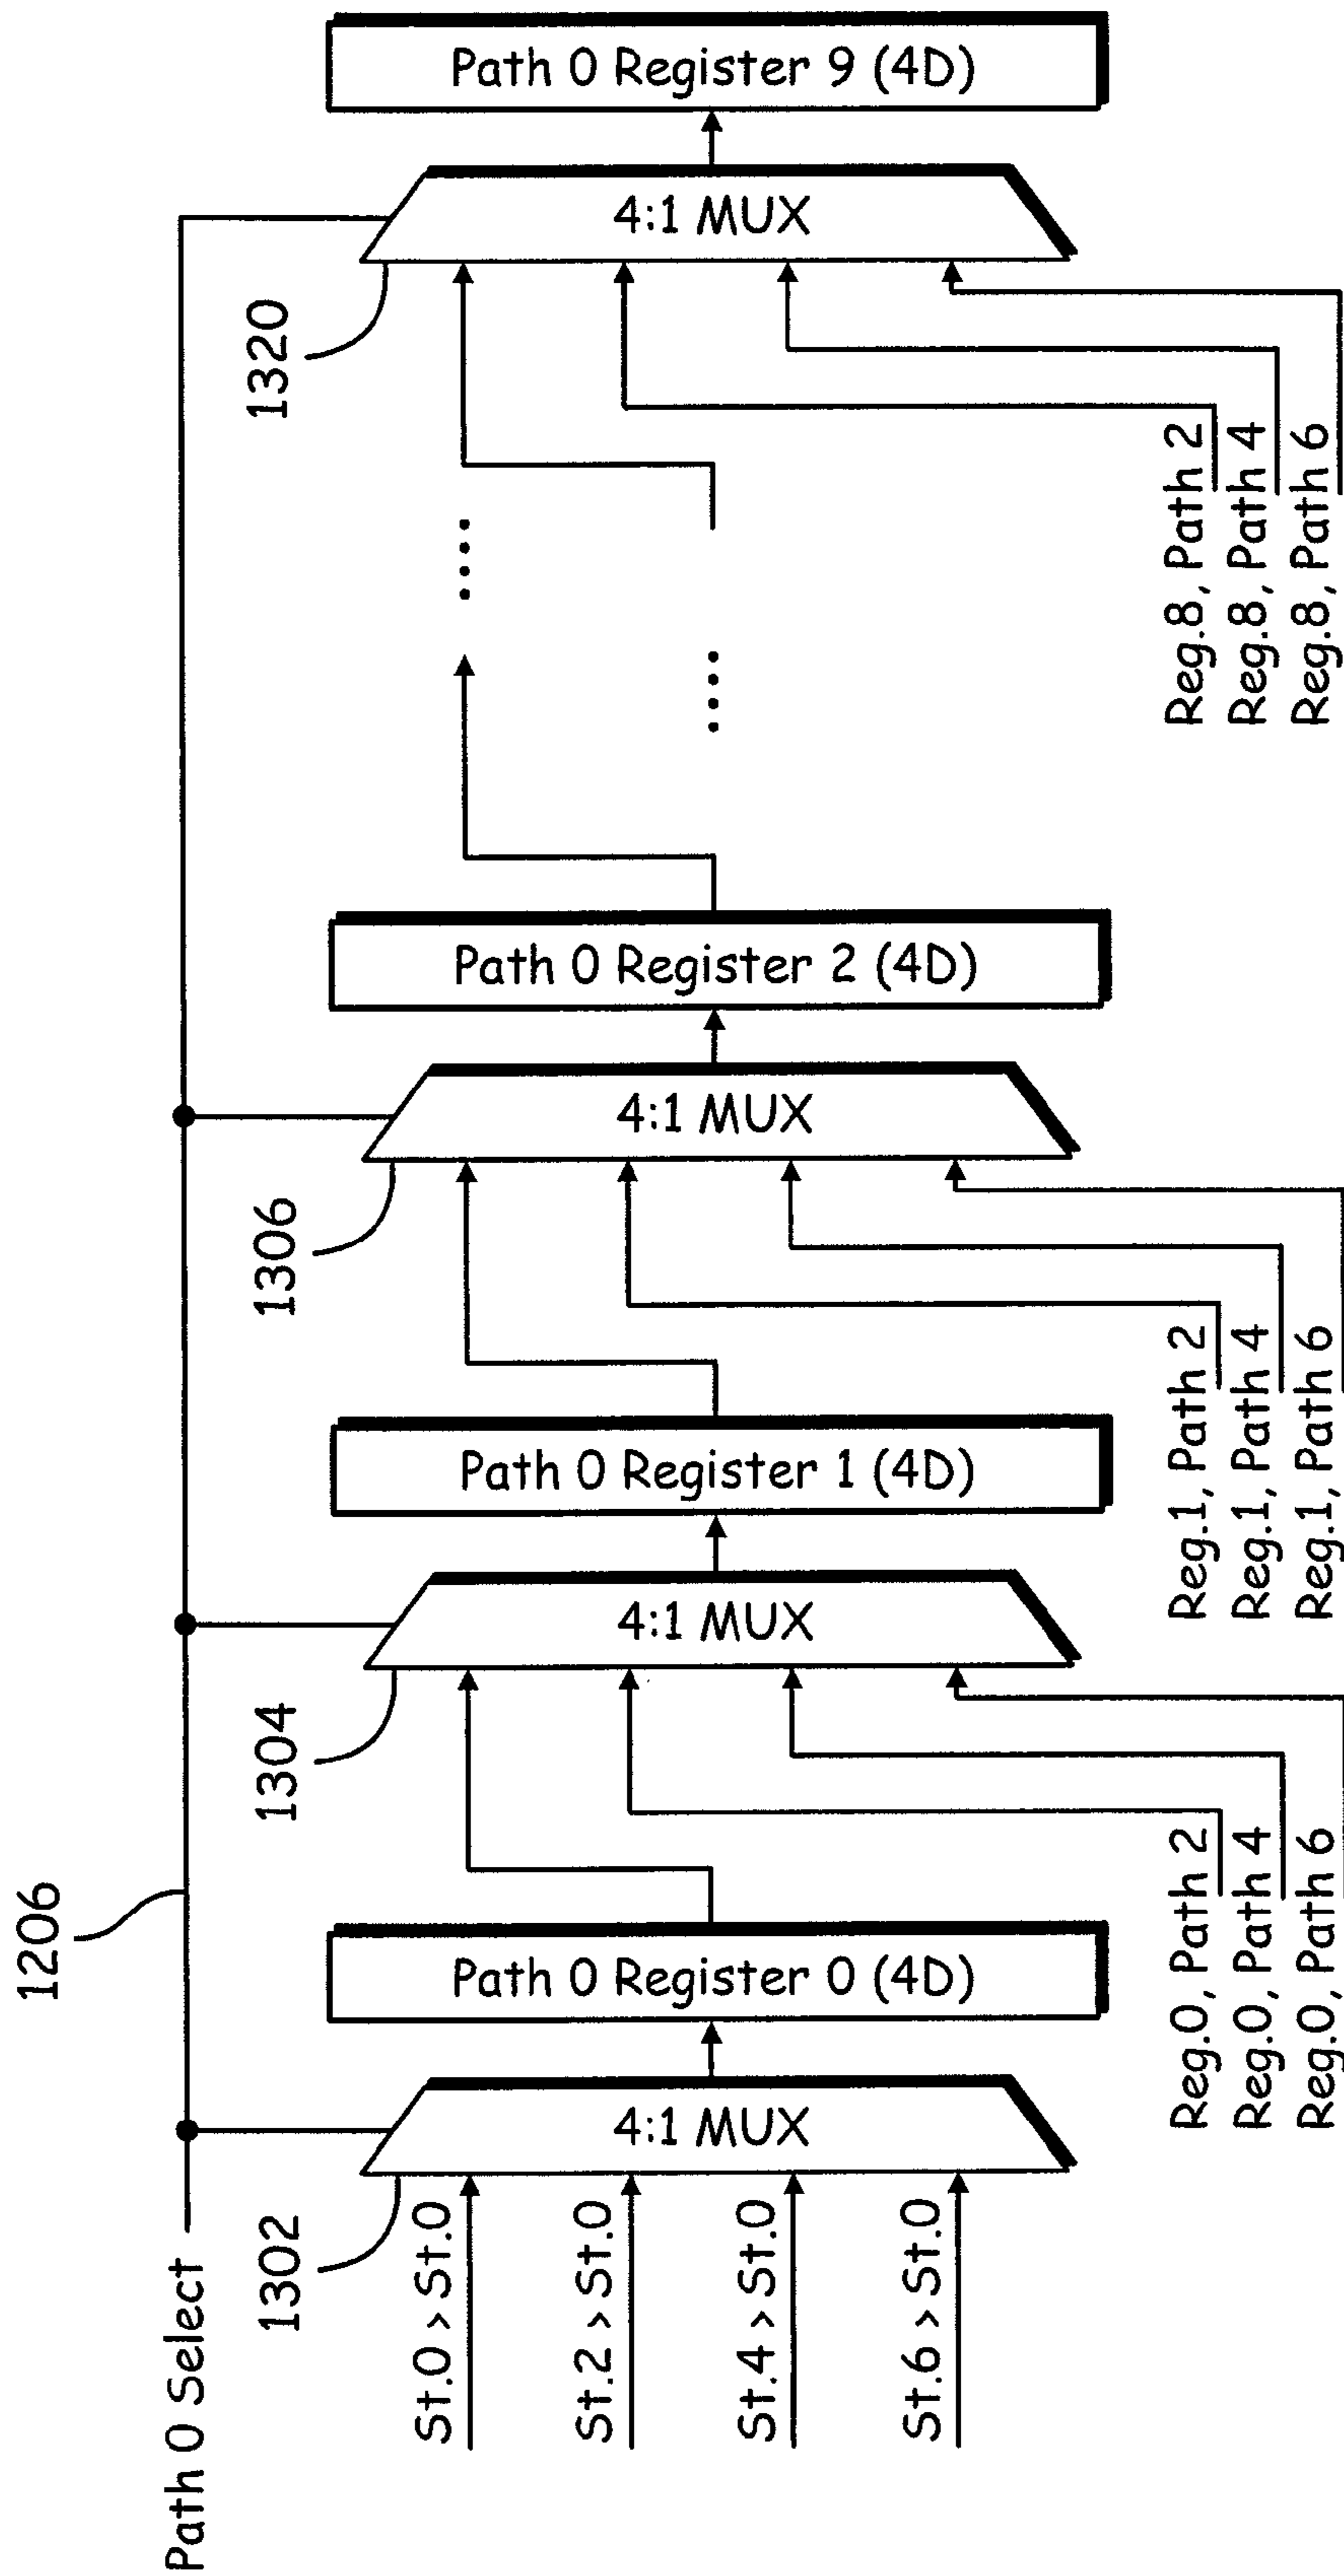 Path 0 Select
1206
1302
1304
1306
1320
St.0 > St.0
St.2 > St.0
St.4 > St.0
St.6 > St.0
4:1 MUX
Path 0 Register 0 (4D)
4:1 MUX
Path 0 Register 1 (4D)
4:1 MUX
Path 0 Register 2 (4D)
....
....
4:1 MUX
Path 0 Register 9 (4D)
Reg.0, Path 2
Reg.0, Path 4
Reg.0, Path 6
Reg.1, Path 2
Reg.1, Path 4
Reg.1, Path 6
Reg.8, Path 2
Reg.8, Path 4
Reg.8, Path 6